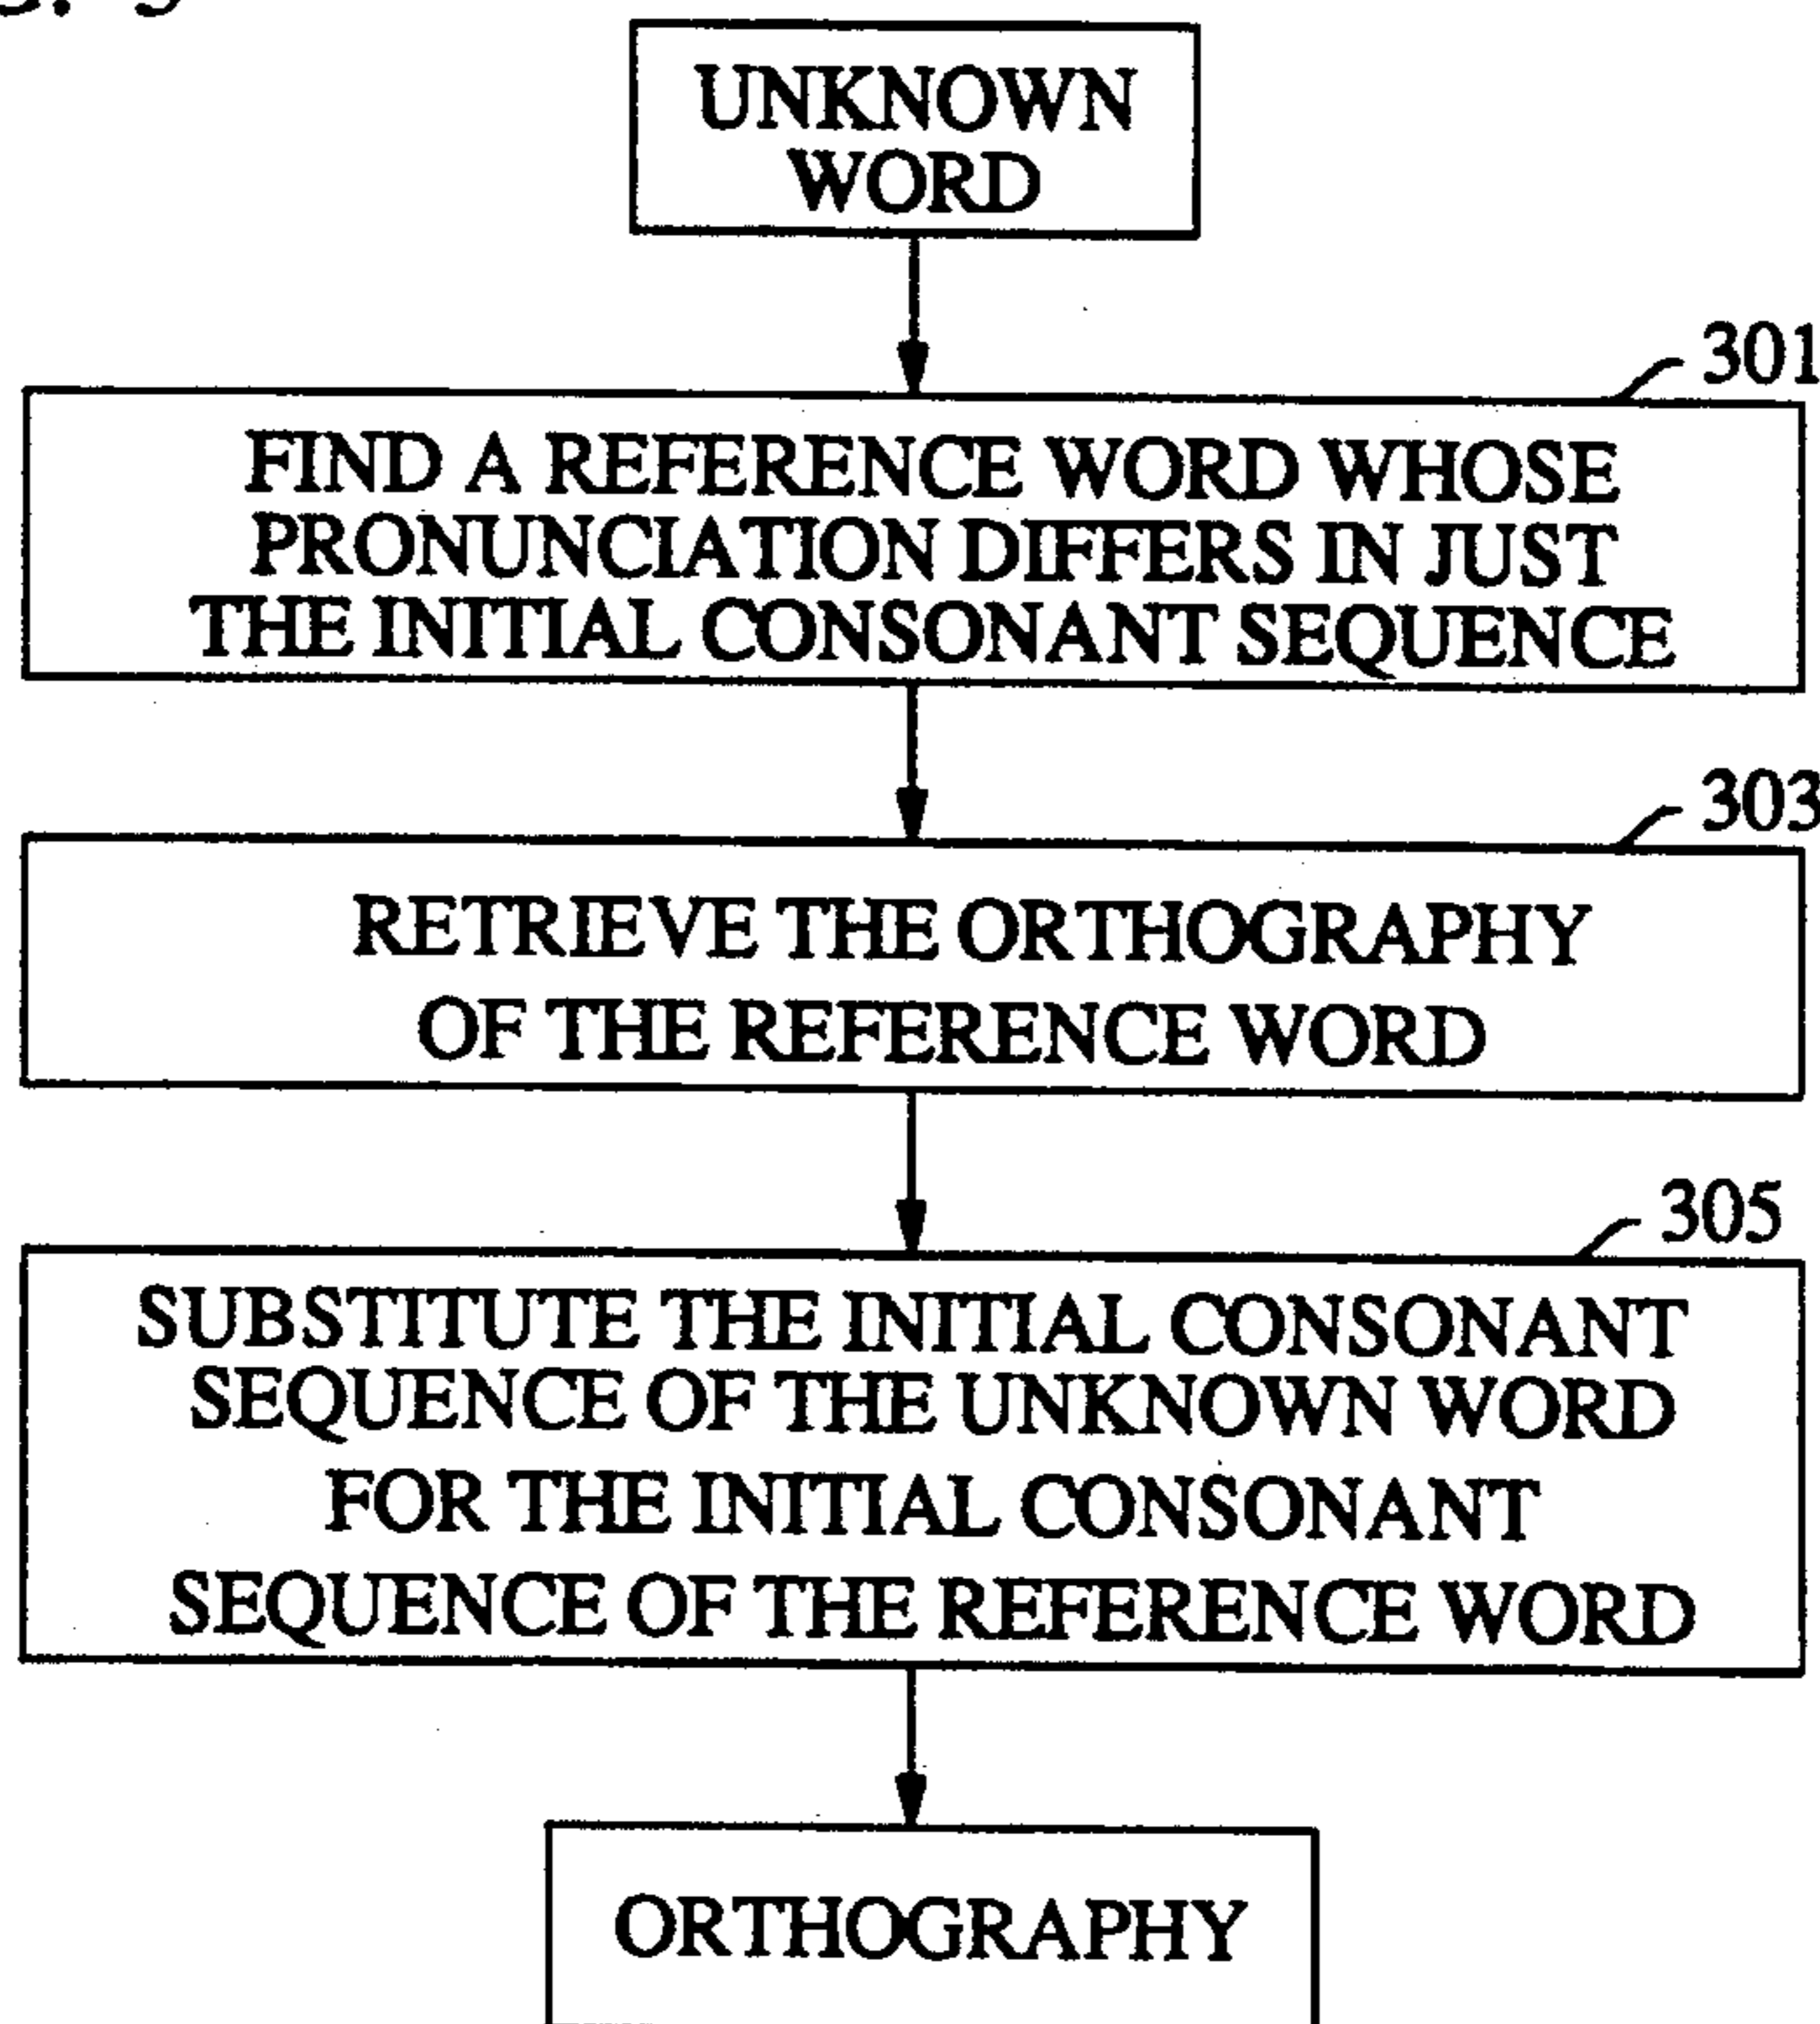 UNKNOWN
WORD
301
FIND A REFERENCE WORD WHOSE
PRONUNCIATION DIFFERS IN JUST
THE INITIAL CONSONANT SEQUENCE
303
RETRIEVE THE ORTHOGRAPHY
OF THE REFERENCE WORD
305
SUBSTITUTE THE INITIAL CONSONANT
SEQUENCE OF THE UNKNOWN WORD
FOR THE INITIAL CONSONANT
SEQUENCE OF THE REFERENCE WORD
ORTHOGRAPHY